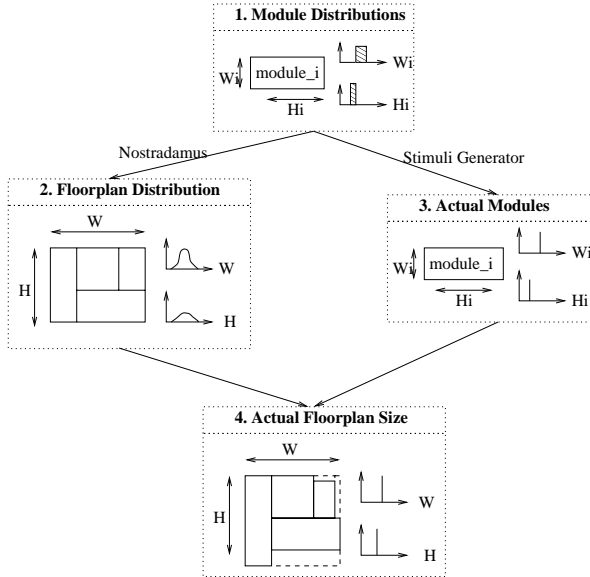 1. Module Distributions
Wi
module_i
Hi
Wi
Hi
Nostradamus
Stimuli Generator
2. Floorplan Distribution
W
H
W
H
3. Actual Modules
Wi
module_i
Hi
Wi
Hi
4. Actual Floorplan Size
W
H
W
H